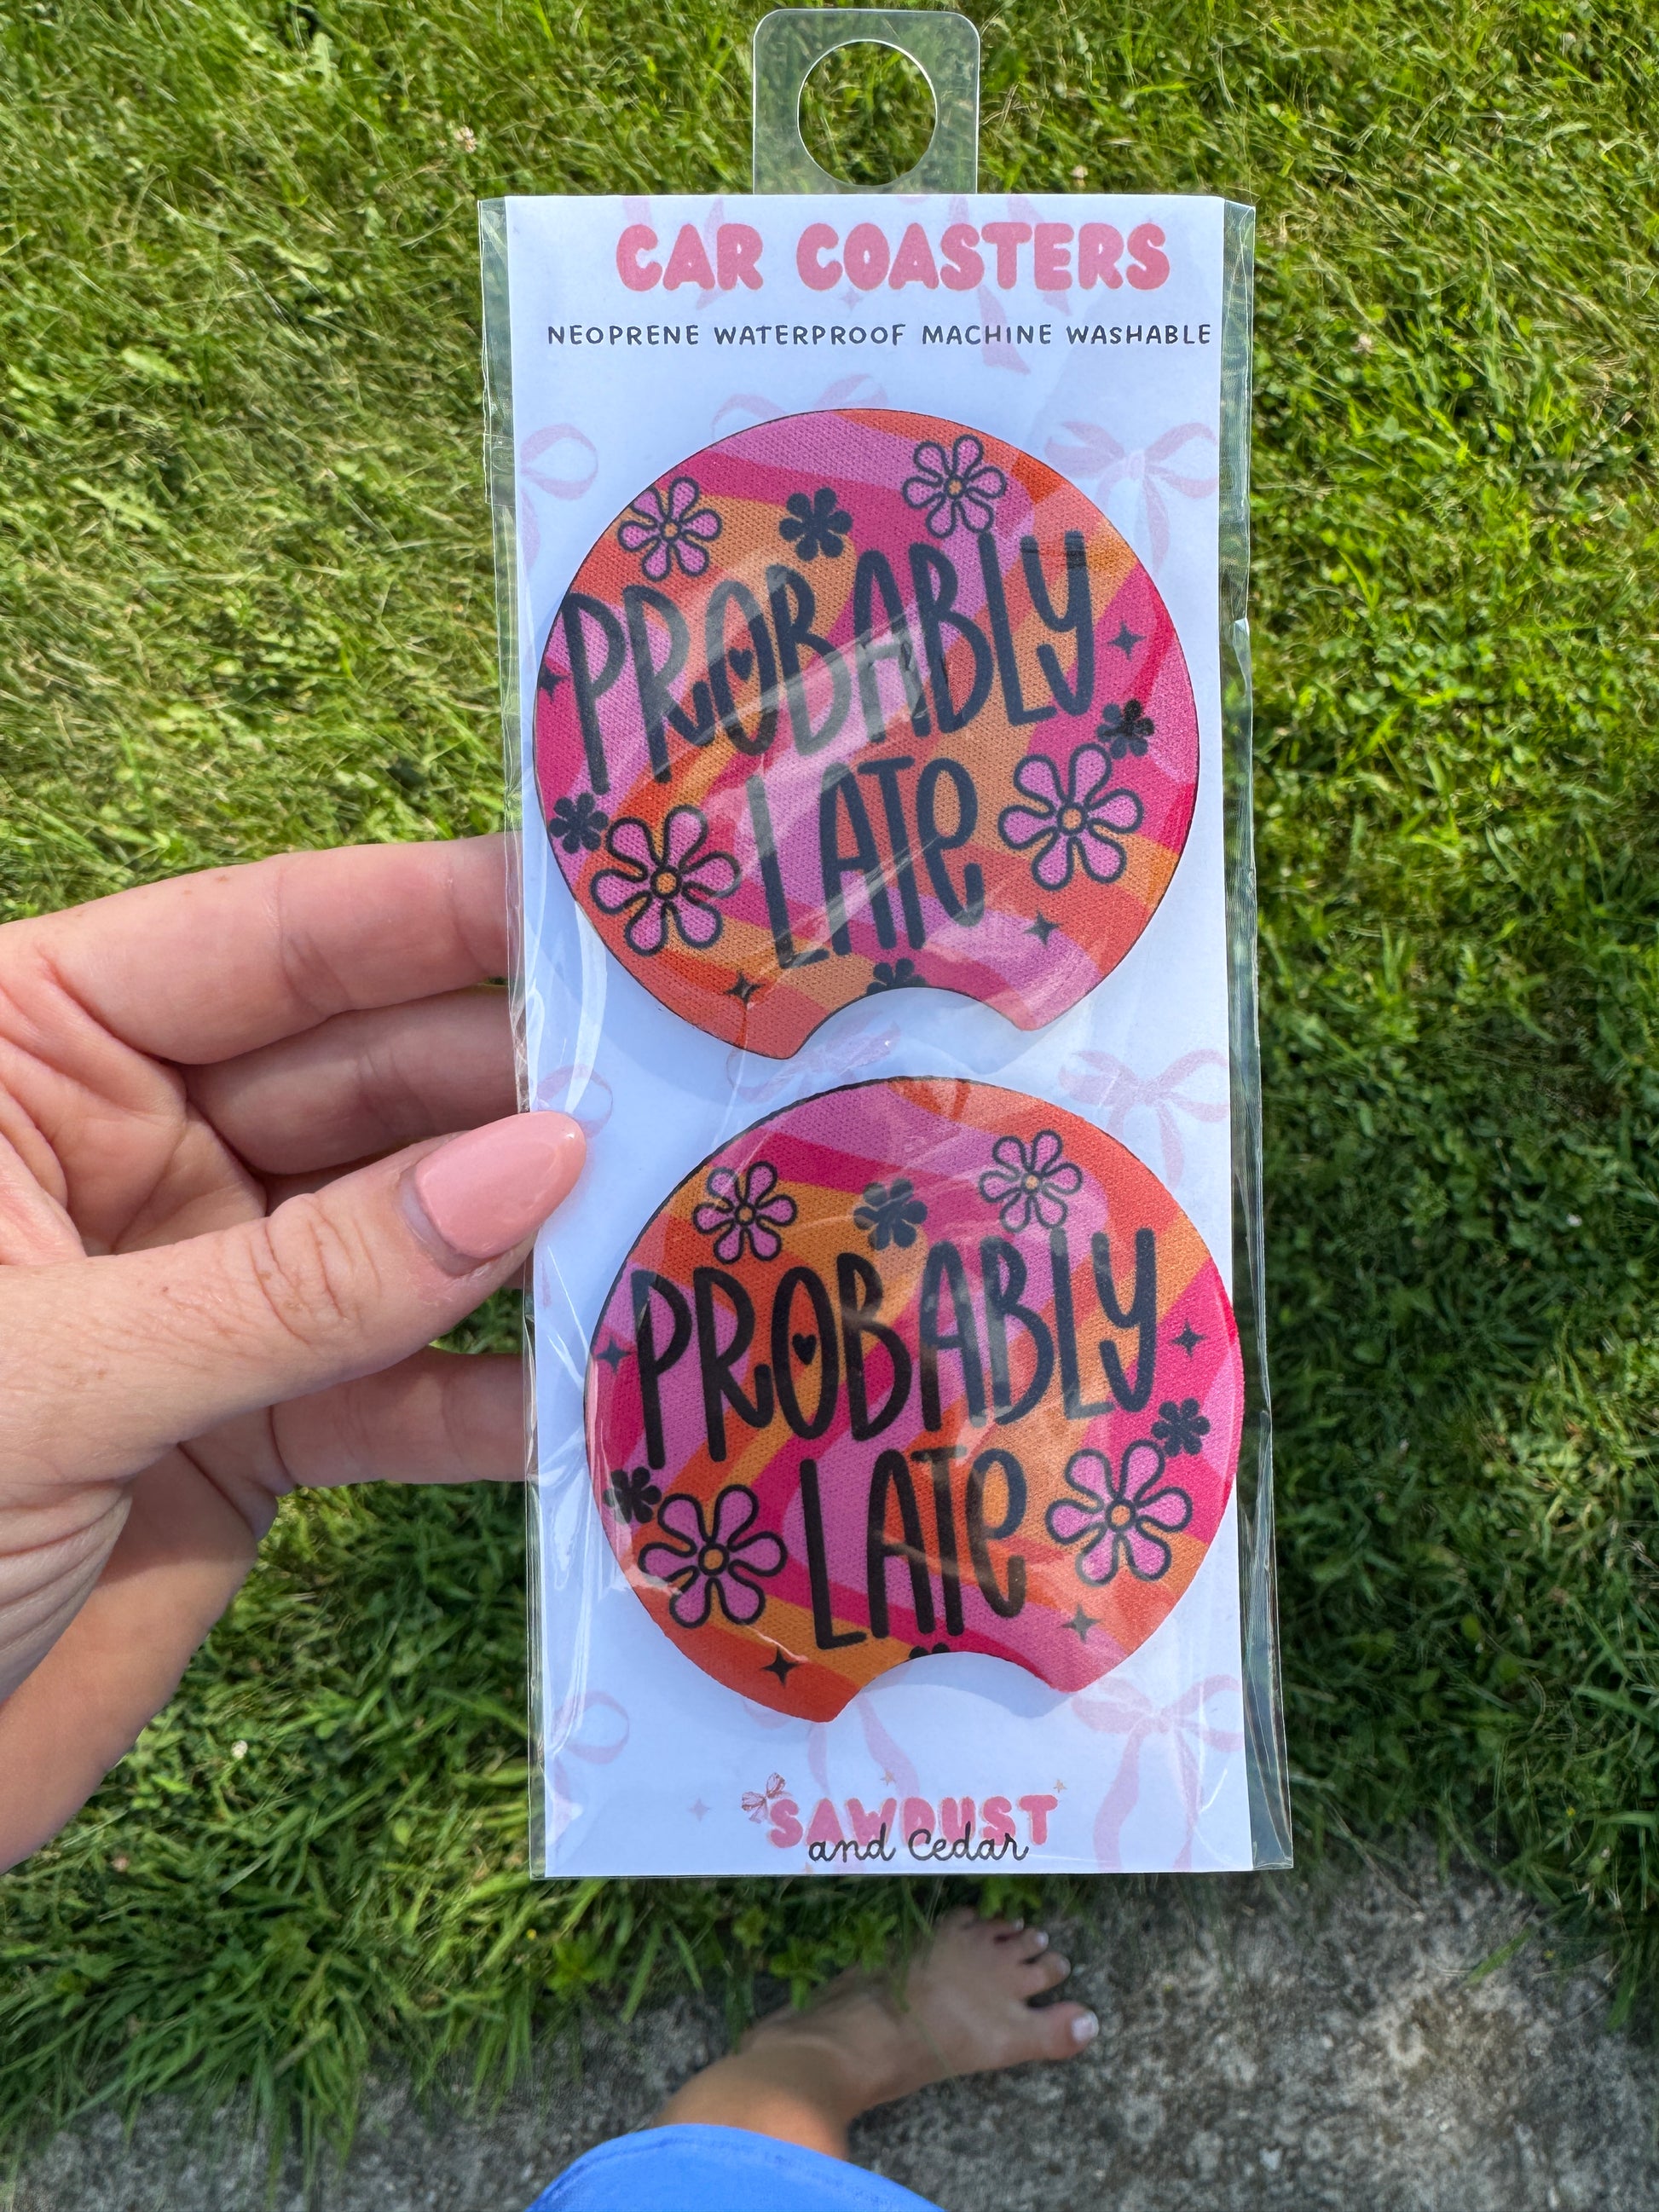 CAR COASTERS
NEOPRENE WATERPROOF MACHINE WASHABLE
PROBABLY
LATE
PROBABLY
LATE
SAWDUST
and Cedar